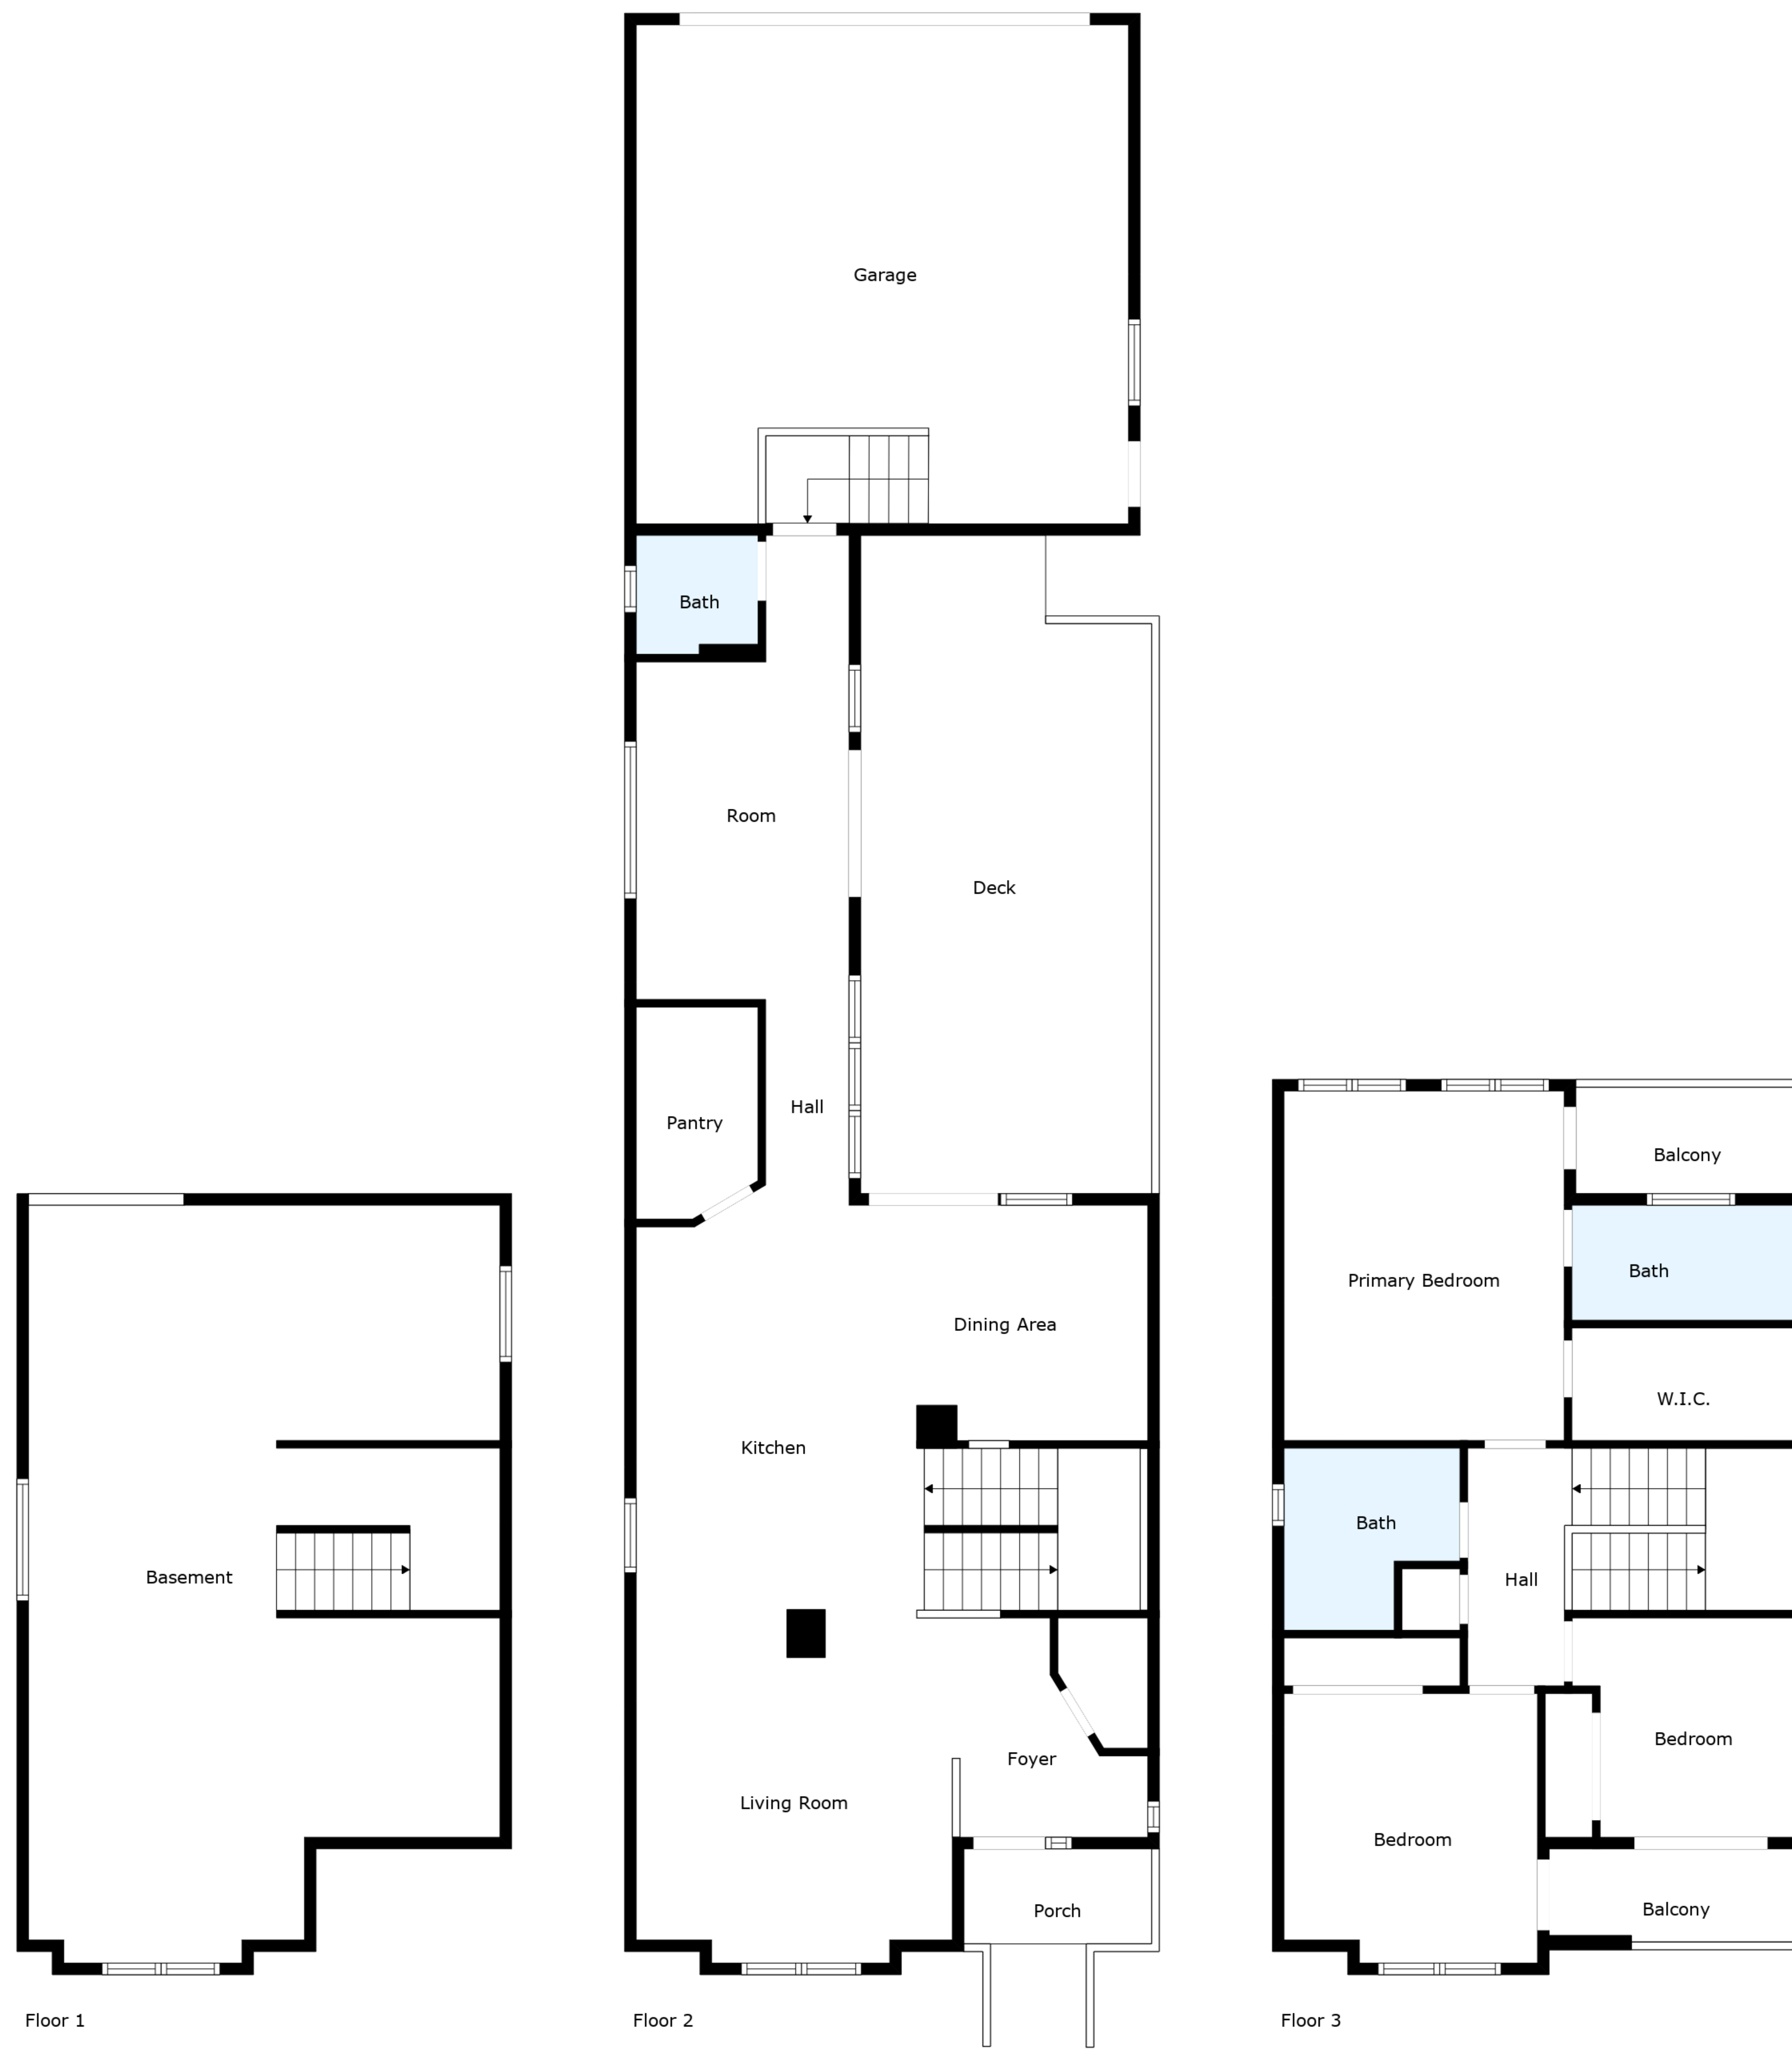 Garage
Bath
Room
Deck
Pantry
Hall
Dining Area
Kitchen
Foyer
Living Room
Porch
Basement
Balcony
Bath
Primary Bedroom
W.I.C.
Bath
Hall
Bedroom
Bedroom
Balcony
Floor 1
Floor 2
Floor 3